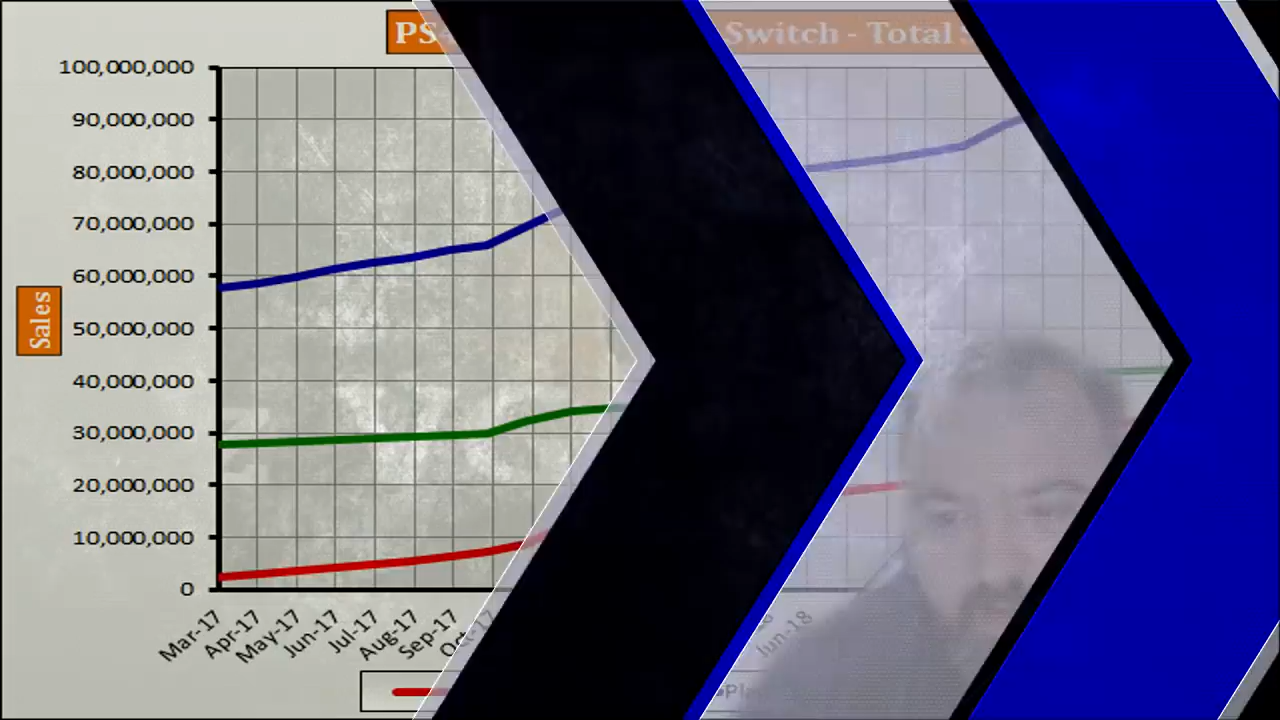 PS
Switch - Total
100,000,000
90,000,000
80,000,000
70,000,000
60,000,000
50,000,000
40,000,000
30,000,000
20,000,000
10,000,000
0
Sales
Mar-17
Apr-17
May-17
Jun-17
Jul-17
Aug-17
Sep-17
Oct-17
Jun-18